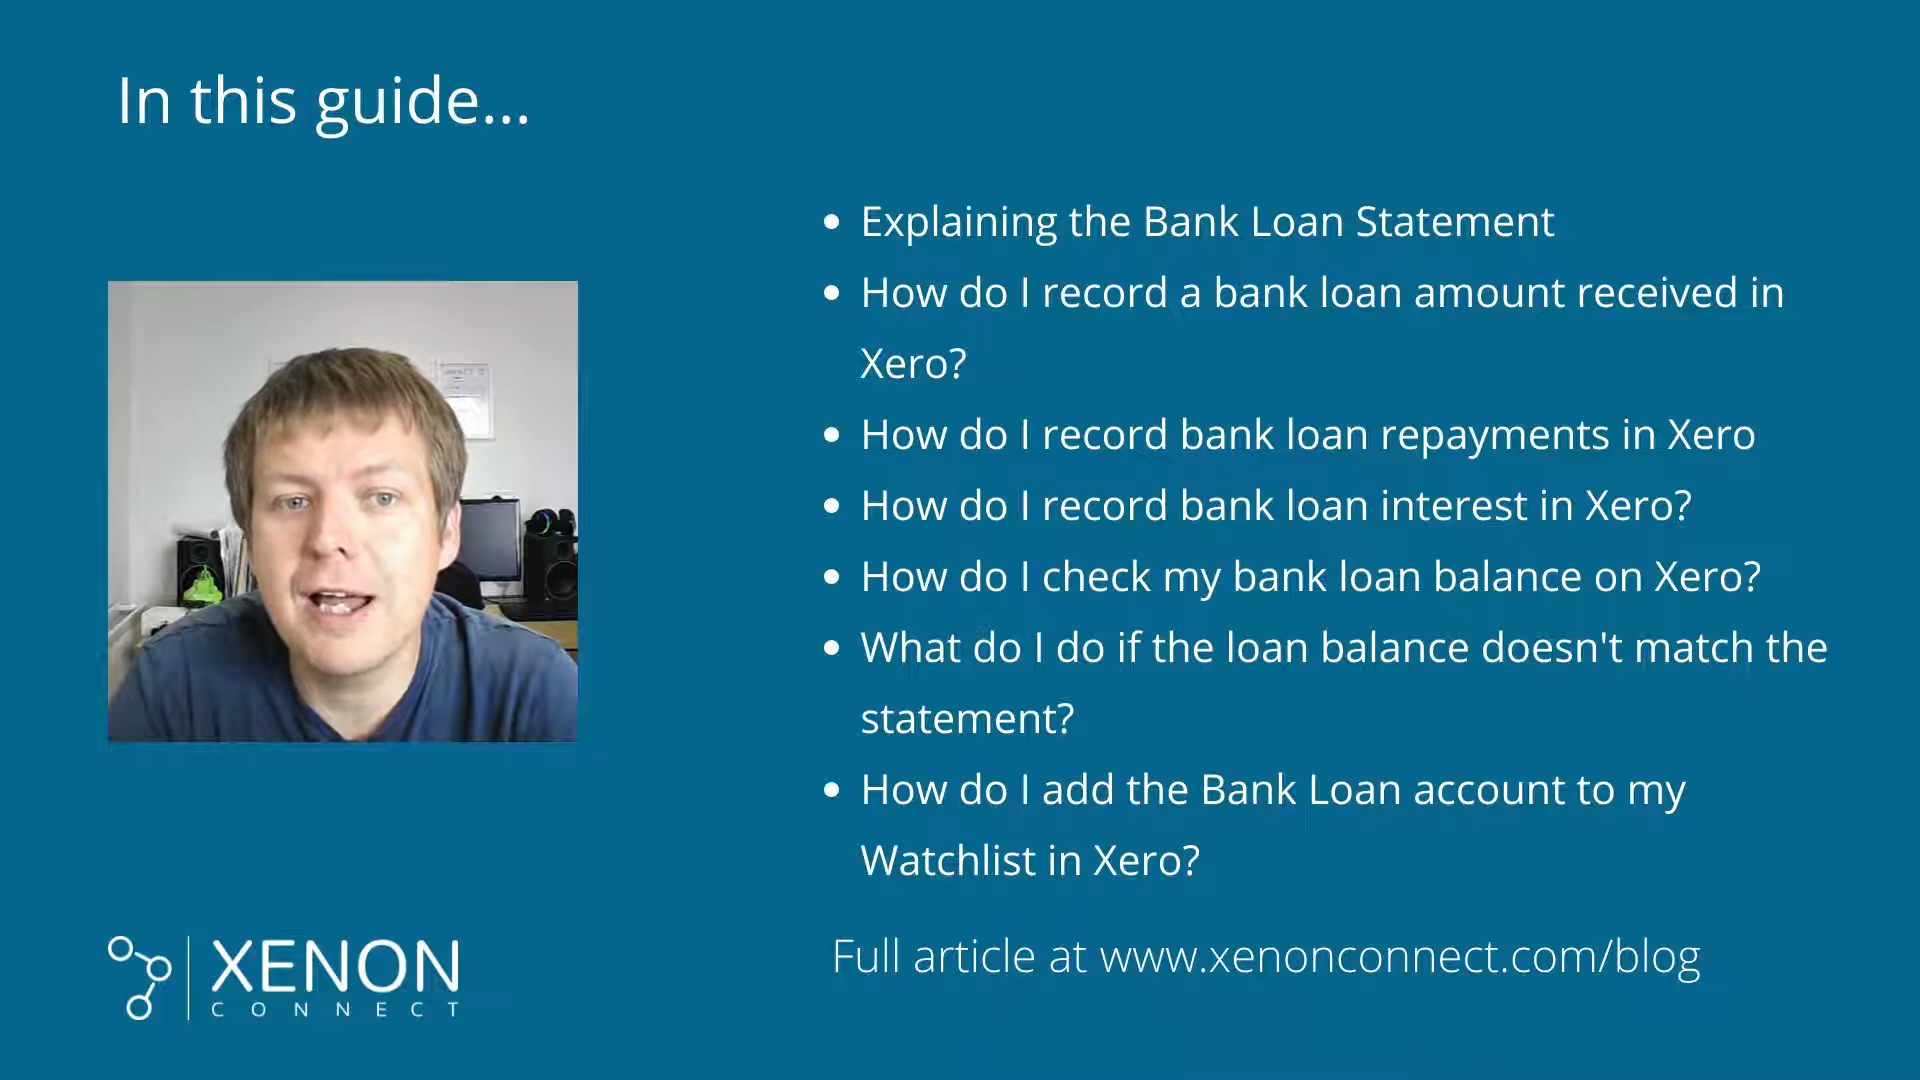 In this guide...
• Explaining the Bank Loan Statement
• How do I record a bank loan amount received in
Xero?
• How do I record bank loan repayments in Xero
• How do I record bank loan interest in Xero?
• How do I check my bank loan balance on Xero?
• What do I do if the loan balance doesn't match the
statement?
• How do I add the Bank Loan account to my
Watchlist in Xero?
Full article at www.xenonconnect.com/blog
XENON
CONNECT